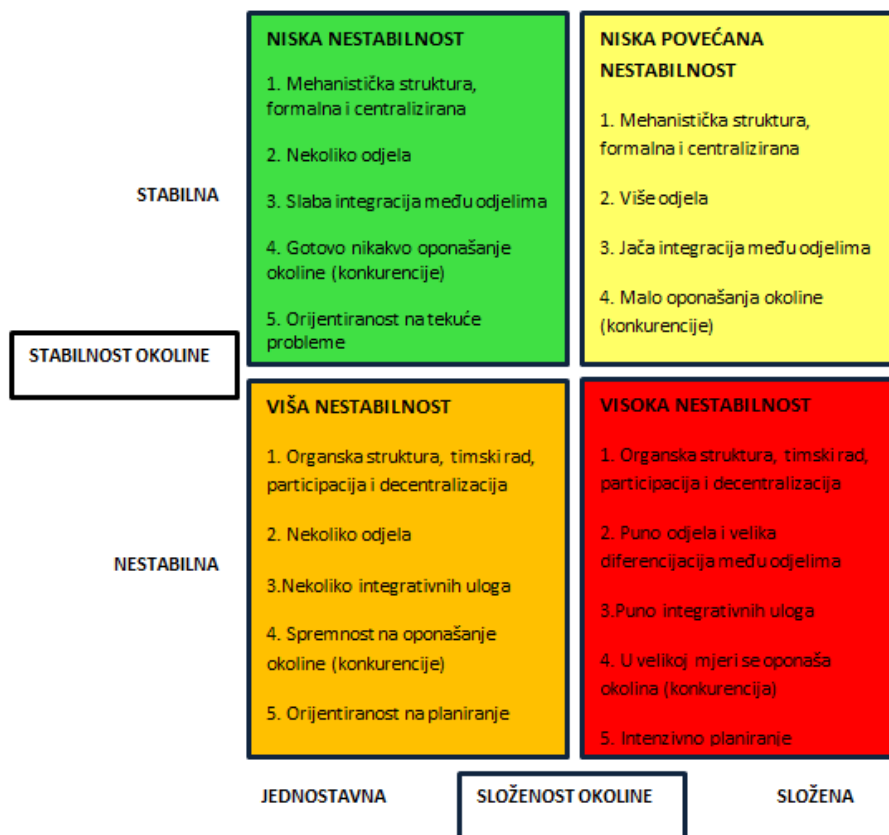 NISKA NESTABILNOST
1. Mehanistička struktura,
formalna i centralizirana
2. Nekoliko odjela
3. Slaba integracija među odjelima
4. Gotovo nikakvo oponašanje
okoline (konkurencije)
5. Orijentiranost na tekuće
probleme
NISKA POVEĆANA
NESTABILNOST
1. Mehanistička struktura,
formalna i centralizirana
2. Više odjela
3. Jača integracija među odjelima
4. Malo oponašanja okoline
(konkurencije)
STABILNA
STABILNOST OKOLINE
VIŠA NESTABILNOST
1. Organska struktura, timski rad,
participacija i decentralizacija
2. Nekoliko odjela
3.Nekoliko integrativnih uloga
4. Spremnost na oponašanje
okoline (konkurencije)
5. Orijentiranost na planiranje
VISOKA NESTABILNOST
1. Organska struktura, timski rad,
participacija i decentralizacija
2. Puno odjela i velika
diferencijacija među odjelima
3.Puno integrativnih uloga
4. U velikoj mjeri se oponaša
okolina (konkurencija)
5. Intenzivno planiranje
NESTABILNA
JEDNOSTAVNA
SLOŽENOST OKOLINE
SLOŽENA